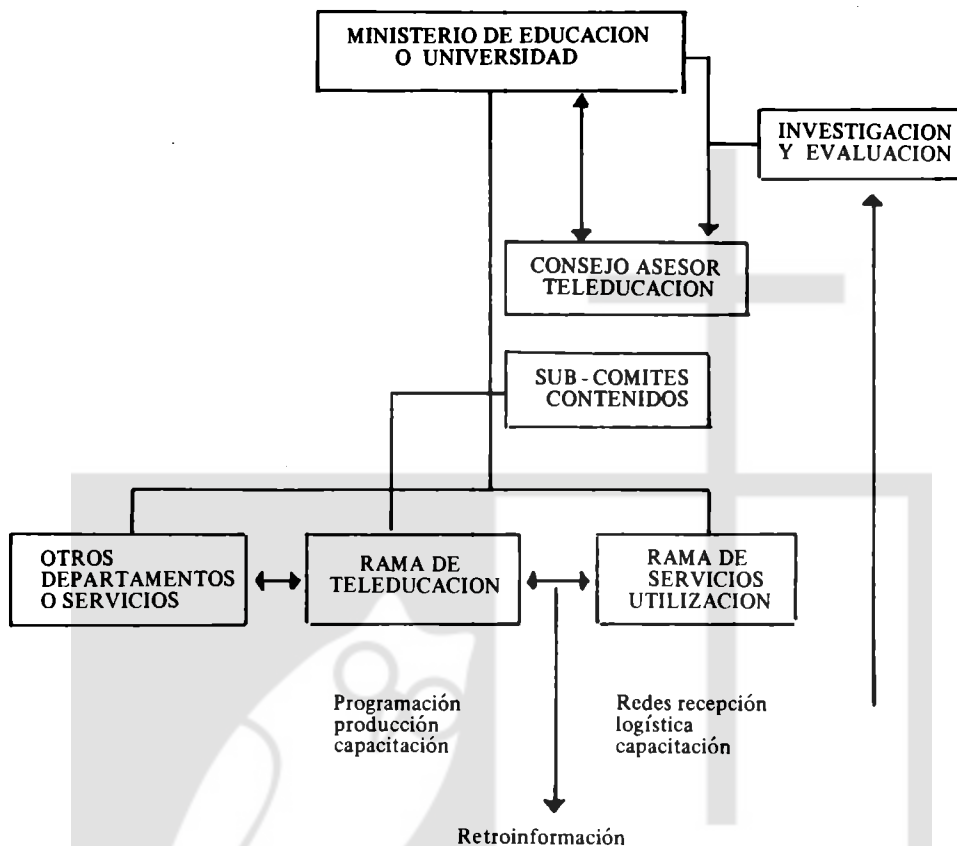 MINISTERIO DE EDUCACION
O UNIVERSIDAD
INVESTIGACION
Y EVALUACION
CONSEJO ASESOR
TELEDUCACION
SUB - COMITES
CONTENIDOS
OTROS
DEPARTAMENTOS
O SERVICIOS
RAMA DE
TELEDUCACION
RAMA DE
SERVICIOS
UTILIZACION
Programación
producción
capacitación
Redes recepción
logística
capacitación
Retroinformación